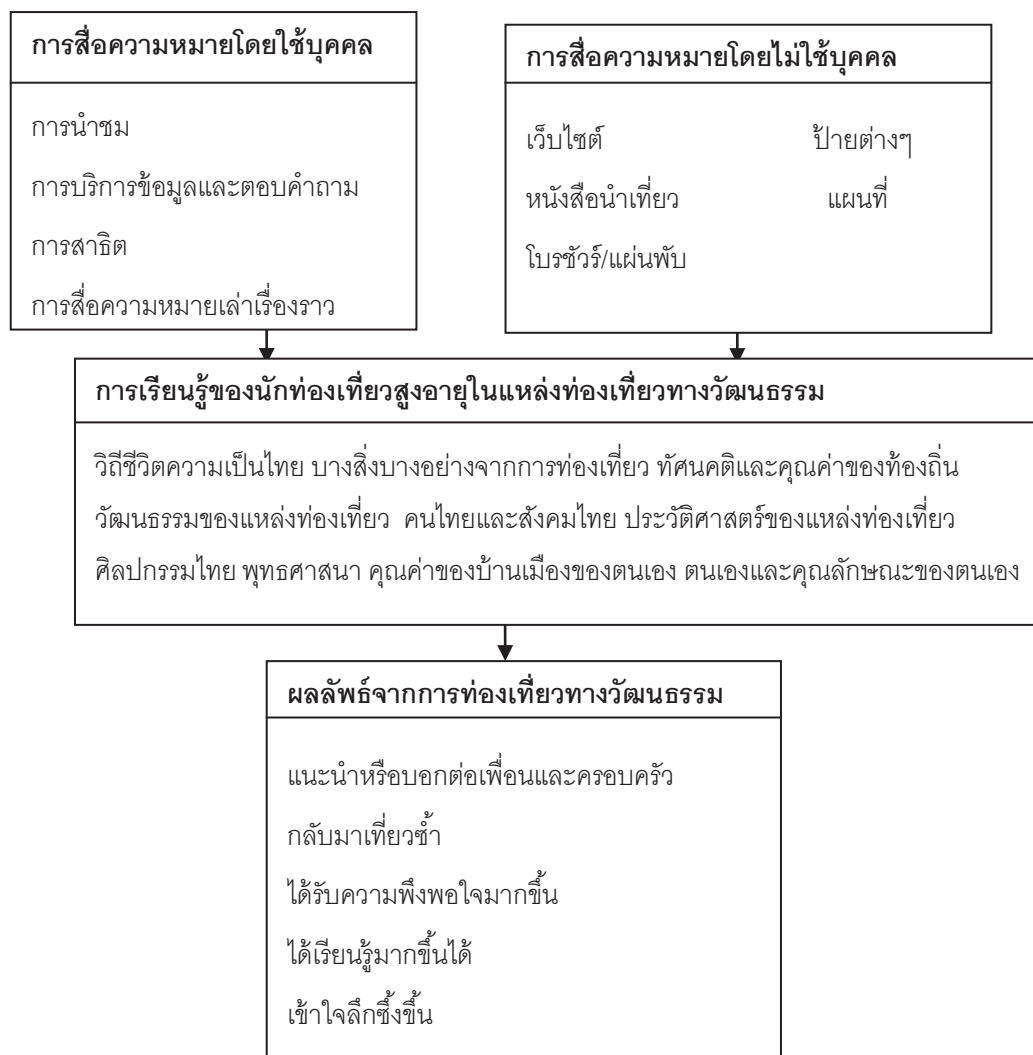 การสื่อความหมายโดยใช้บุคคล
การนำชม
การบริการข้อมูลและตอบคำถาม
การสาธิต
การสื่อความหมายเล่าเรื่องราว
การสื่อความหมายโดยไม่ใช้บุคคล
เว็บไซต์ ป้ายต่างๆ
หนังสือนำเที่ยว แผนที่
โบรชัวร์/แผ่นพับ
การเรียนรู้ของนักท่องเที่ยวสูงอายุในแหล่งท่องเที่ยวทางวัฒนธรรม
วิถีชีวิตความเป็นไทย บางสิ่งบางอย่างจากการท่องเที่ยว ทัศนคติและคุณค่าของท้องถิ่น
วัฒนธรรมของแหล่งท่องเที่ยว คนไทยและสังคมไทย ประวัติศาสตร์ของแหล่งท่องเที่ยว
ศิลปกรรมไทย พุทธศาสนา คุณค่าของบ้านเมืองของตนเอง ตนเองและคุณลักษณะของตนเอง
ผลลัพธ์จากการท่องเที่ยวทางวัฒนธรรม
แนะนำหรือบอกต่อเพื่อนและครอบครัว
กลับมาเที่ยวซ้ำ
ได้รับความพึงพอใจมากขึ้น
ได้เรียนรู้มากขึ้นได้
เข้าใจลึกซึ้งขึ้น